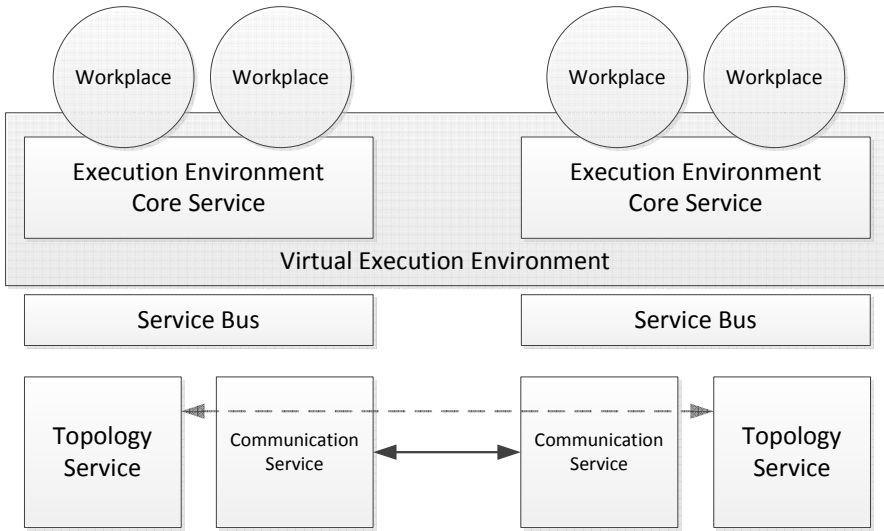 Workplace
Workplace
Workplace
Workplace
Execution Environment
Core Service
Execution Environment
Core Service
Virtual Execution Environment
Service Bus
Service Bus
Topology
Service
Communication
Service
Communication
Service
Topology
Service